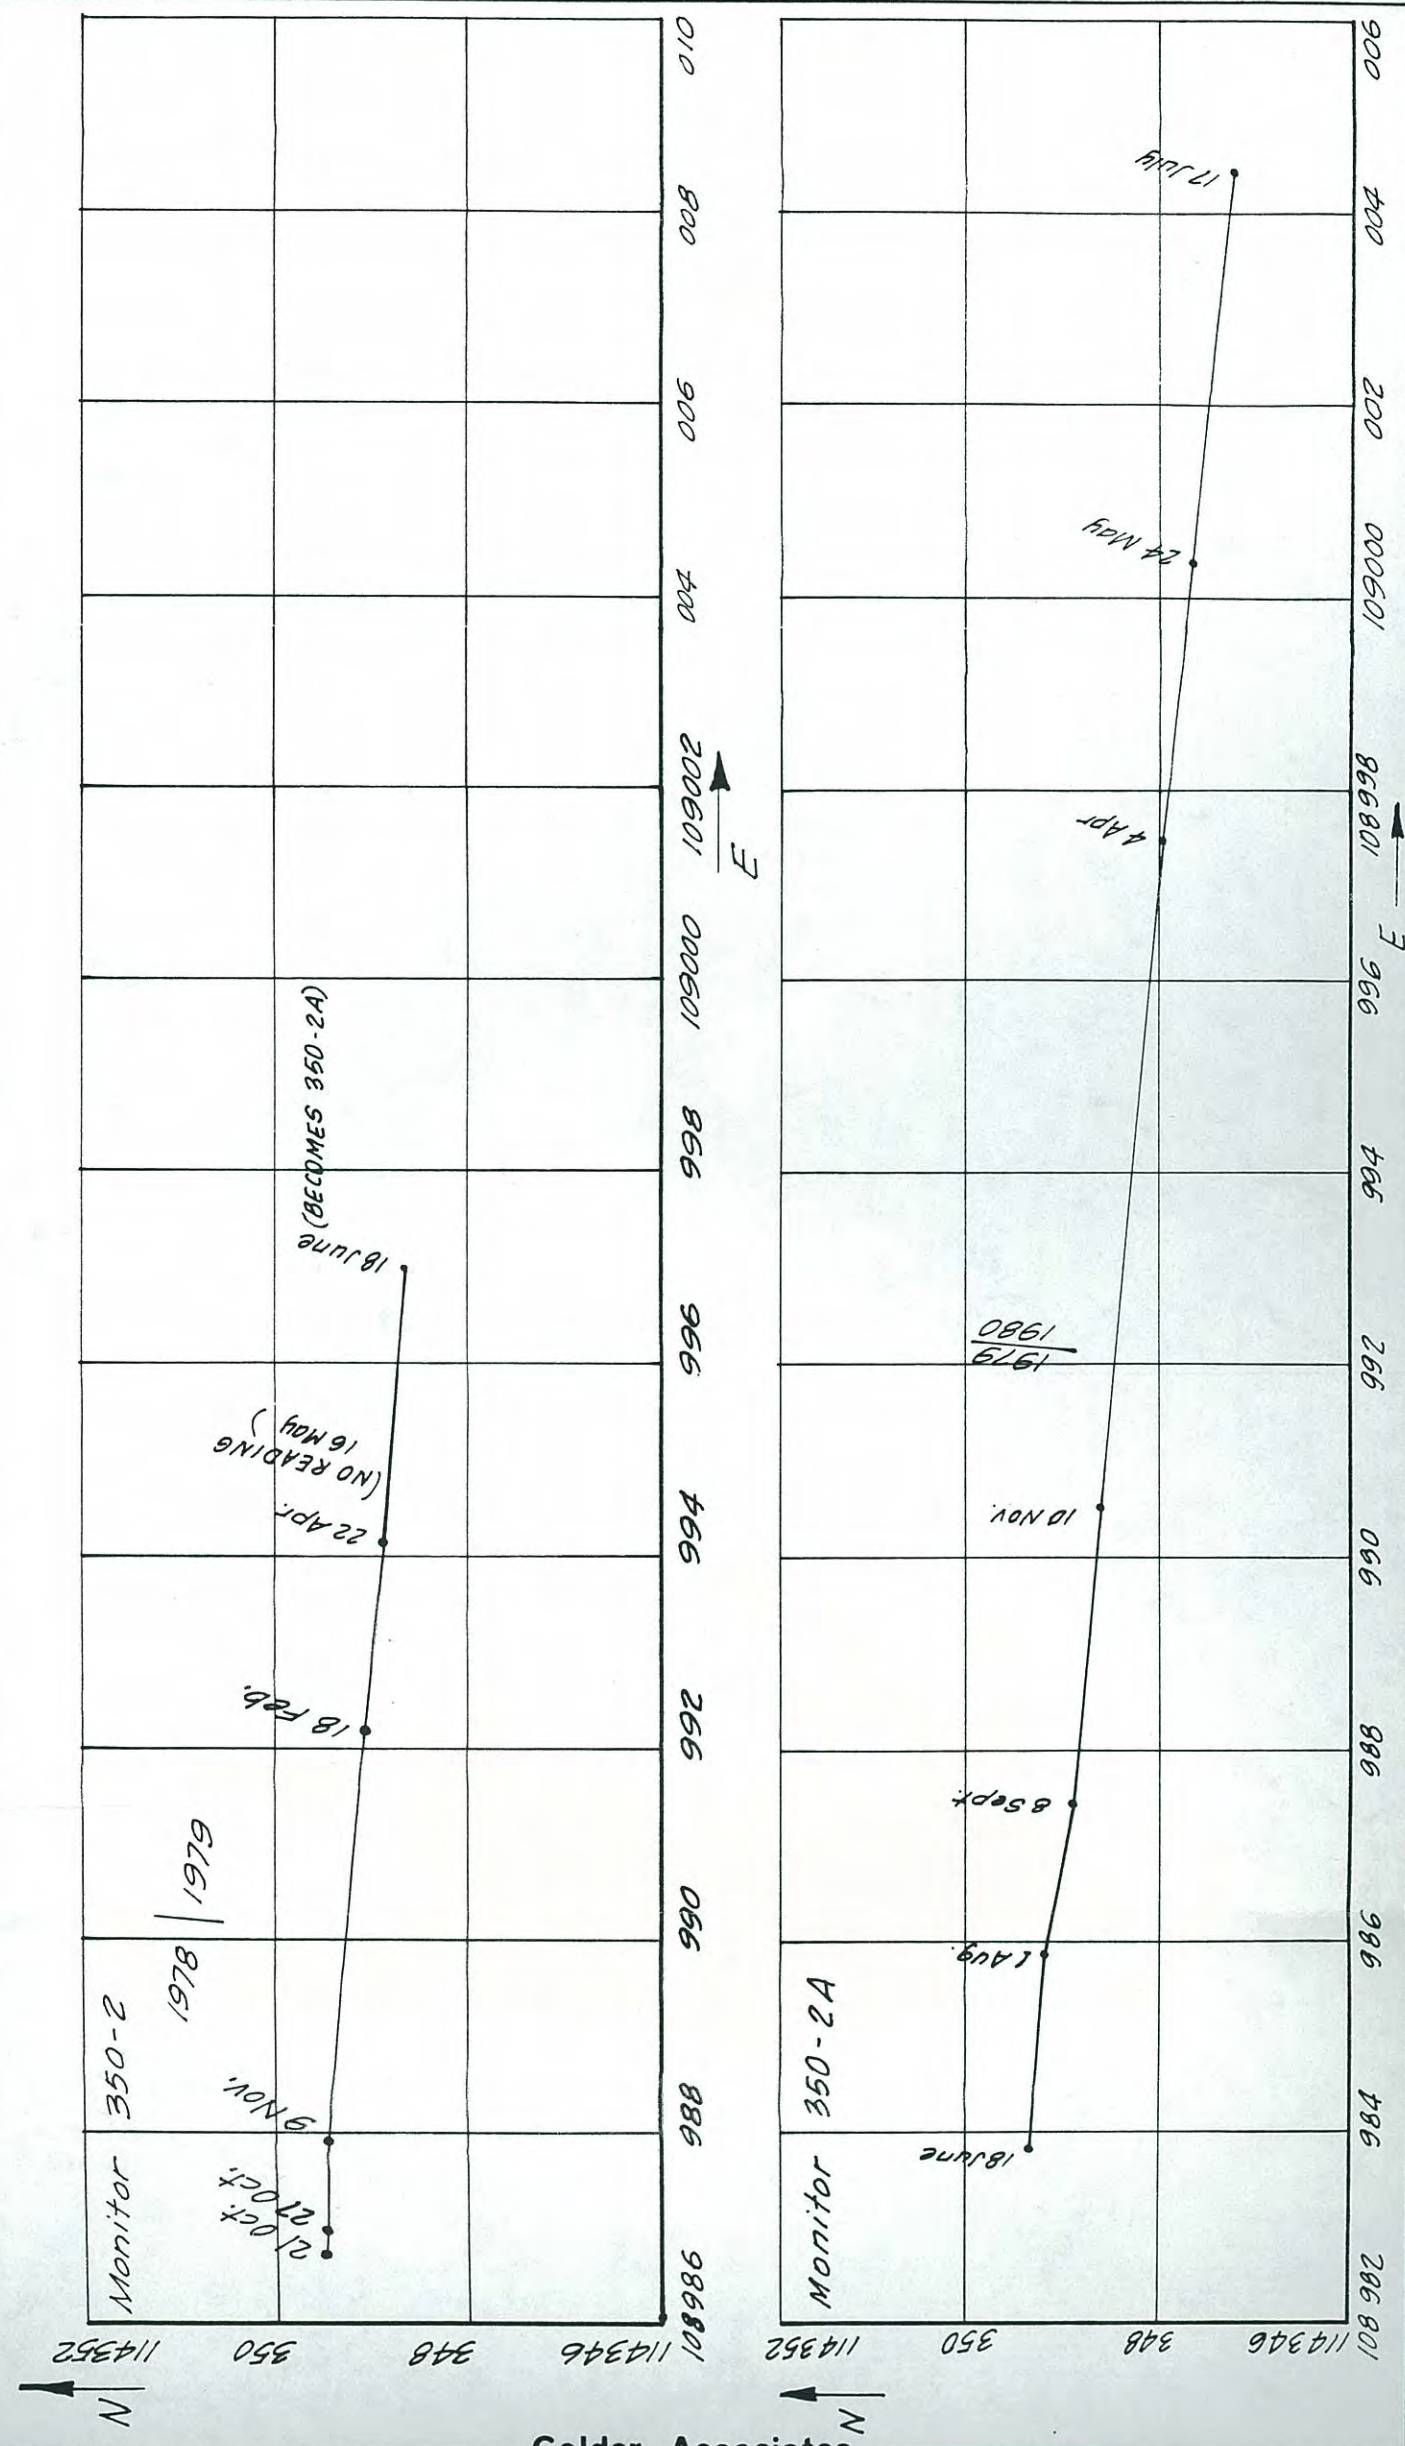 Monitor 350-2
1978 | 1979
21 Oct.
27 Oct.
9 Nov.
18 Feb.
22 Apr.
(NO READING
16 May )
18 June (BECOMES 350-2A)
N
114352
350
348
114346
108986 988 990 992 994 996 998 109000 109002 004 006 008 010
E
Monitor 350-2A
18 June
1 Aug.
8 Sept.
10 Nov.
1979
1980
4 Apr
24 May
17 July
N
114352
350
348
114346
108 982 984 986 988 990 992 994 996 108998 109000 002 004 006
E
Golder Associates